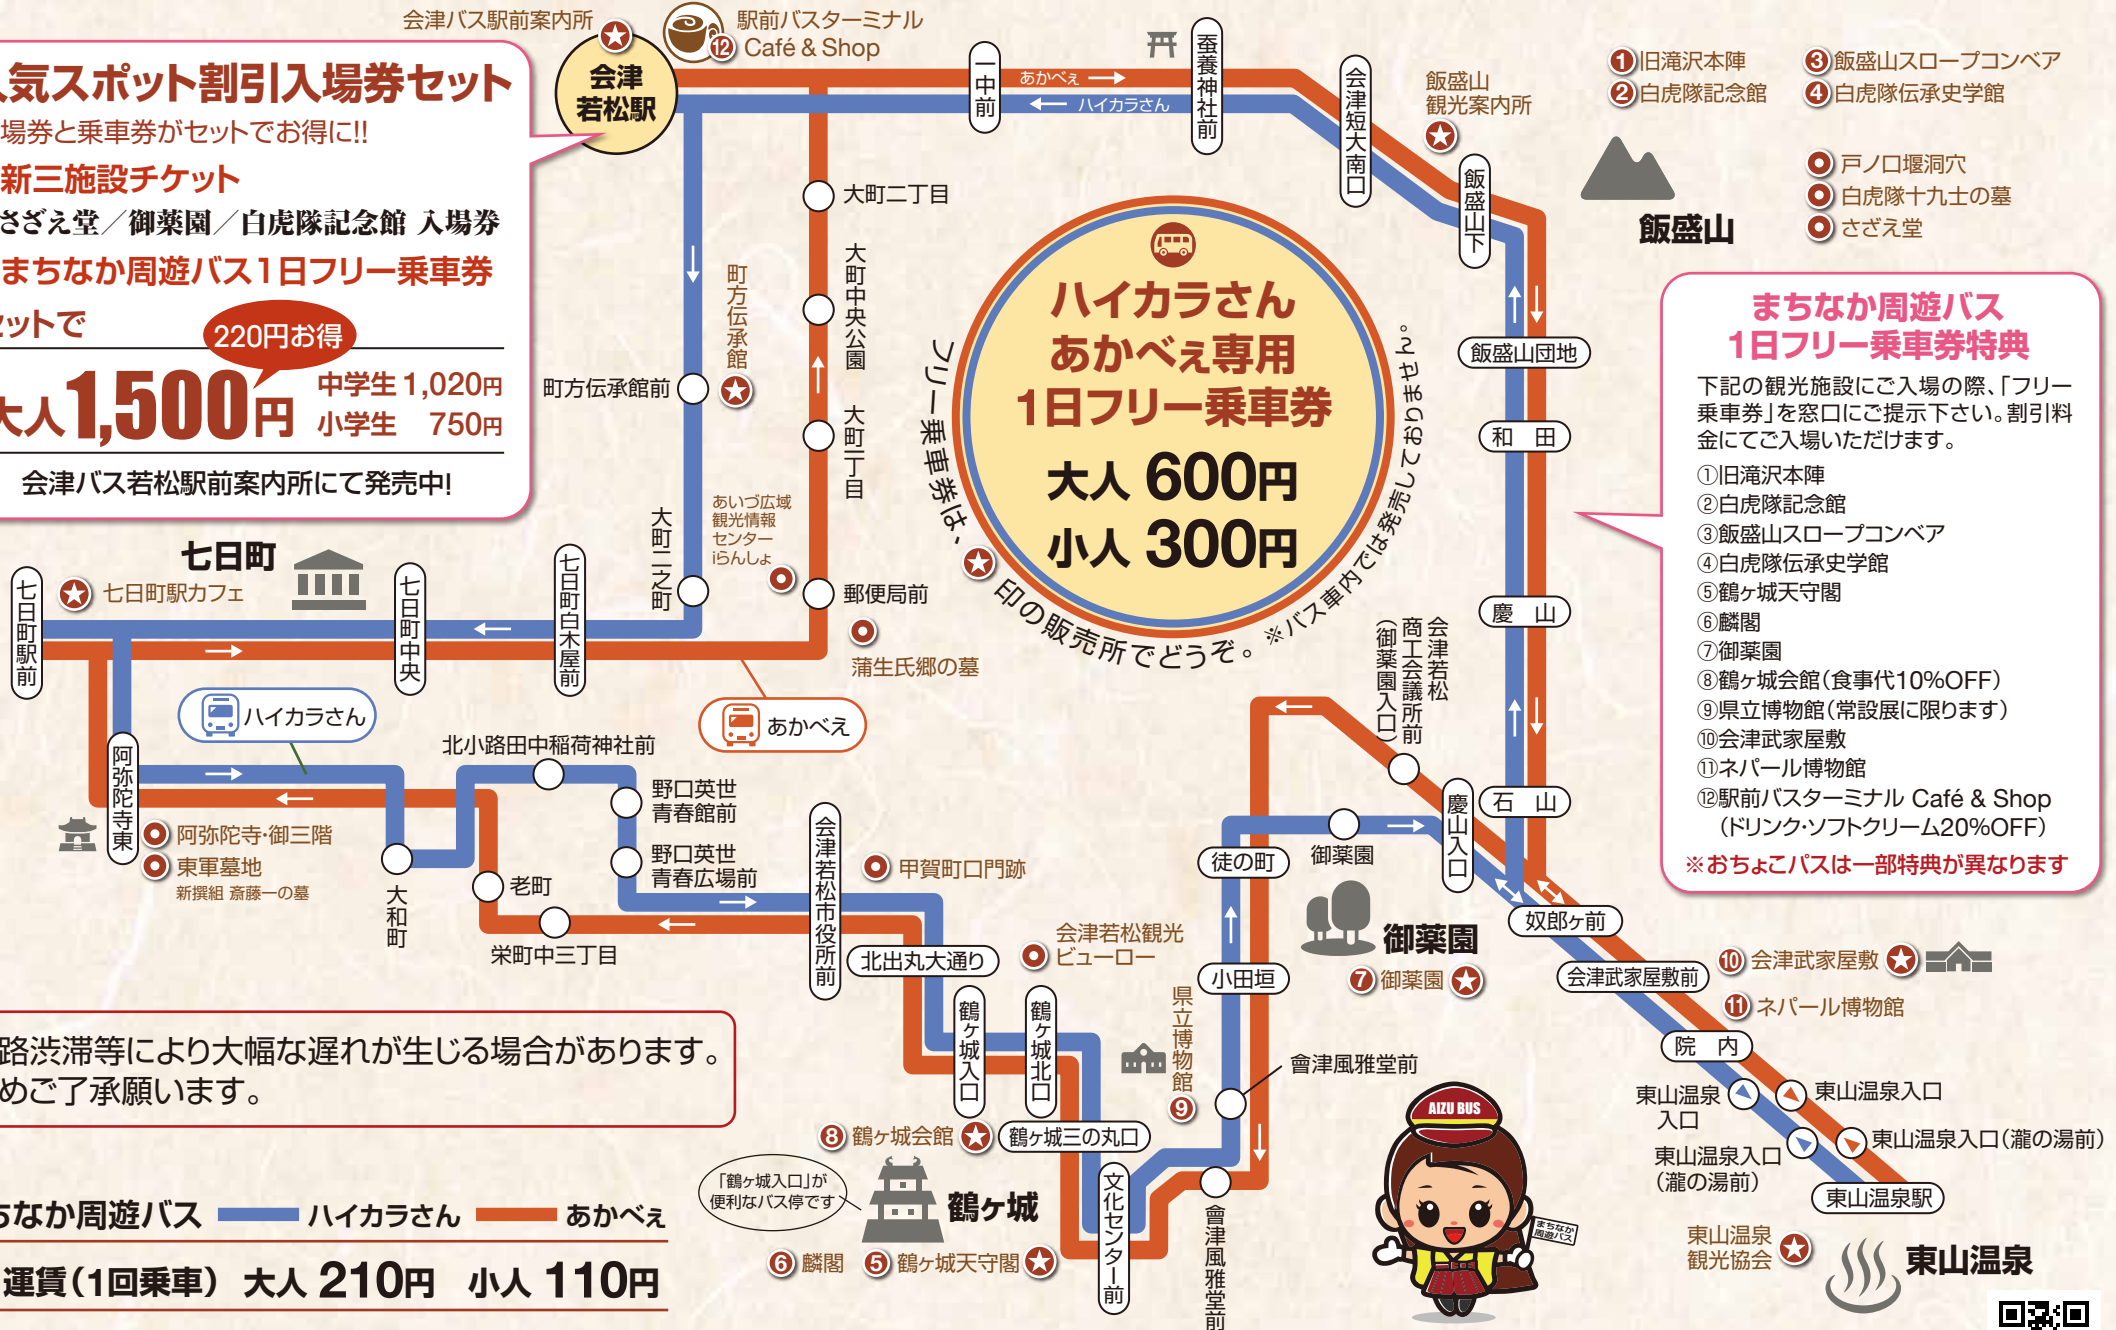 会津バス駅前案内所
駅前バスターミナル
⑫ Café & Shop
会津
若松駅
気スポット割引入場券セット
場券と乗車券がセットでお得に!!
新三施設チケット
さざえ堂／御薬園／白虎隊記念館 入場券
まちなか周遊バス1日フリー乗車券
ットで
220円お得
大人1,500円
中学生 1,020円
小学生 750円
会津バス若松駅前案内所にて発売中!
一中前
あかべぇ
ハイカラさん
蚕養神社前
会津短大南口
飯盛山
観光案内所
飯盛山下
①旧滝沢本陣
②白虎隊記念館
③飯盛山スロープコンベア
④白虎隊伝承史学館
飯盛山
戸ノ口堰洞穴
白虎隊十九士の墓
さざえ堂
大町二丁目
大町中央公園
大町一丁目
町方伝承館
町方伝承館前
大町二之町
あいづ広域
観光情報
センター
iらんしょ
郵便局前
蒲生氏郷の墓
ハイカラさん
あかべぇ専用
1日フリー乗車券
大人 600円
小人 300円
フリー乗車券は、★印の販売所でどうぞ。※バス車内では発売しておりません。
飯盛山団地
和 田
慶 山
石 山
まちなか周遊バス
1日フリー乗車券特典
下記の観光施設にご入場の際、「フリー
乗車券」を窓口にご提示下さい。割引料
金にてご入場いただけます。
①旧滝沢本陣
②白虎隊記念館
③飯盛山スロープコンベア
④白虎隊伝承史学館
⑤鶴ヶ城天守閣
⑥麟閣
⑦御薬園
⑧鶴ヶ城会館（食事代10%OFF）
⑨県立博物館（常設展に限ります）
⑩会津武家屋敷
⑪ネパール博物館
⑫駅前バスターミナル Café & Shop
（ドリンク・ソフトクリーム20%OFF）
※おちょこパスは一部特典が異なります
七日町
七日町駅カフェ
七日町駅前
七日町中央
七日町白木屋前
ハイカラさん
あかべえ
阿弥陀寺東
阿弥陀寺・御三階
東軍墓地
新撰組 斎藤一の墓
北小路田中稲荷神社前
野口英世
青春館前
野口英世
青春広場前
大和町
老町
栄町中三丁目
会津若松市役所前
甲賀町口門跡
北出丸大通り
会津若松観光
ビューロー
鶴ヶ城入口
鶴ヶ城北口
鶴ヶ城三の丸口
県立博物館
⑨
⑧鶴ヶ城会館
「鶴ヶ城入口」が
便利なバス停です
鶴ヶ城
⑥麟閣
⑤鶴ヶ城天守閣
文化センター前
會津風雅堂前
會津風雅堂前
小田垣
徒の町
御薬園
御薬園
⑦御薬園
会津若松
商工会議所前
（御薬園入口）
慶山入口
奴郎ヶ前
会津武家屋敷前
⑩会津武家屋敷
⑪ネパール博物館
院 内
東山温泉
入口
東山温泉入口
東山温泉入口
（瀧の湯前）
東山温泉入口（瀧の湯前）
東山温泉駅
東山温泉
観光協会
東山温泉
AIZU BUS
まちなか
周遊バス
路渋滞等により大幅な遅れが生じる場合があります。
めご了承願います。
ちなか周遊バス
ハイカラさん
あかべぇ
運賃（1回乗車） 大人 210円 小人 110円